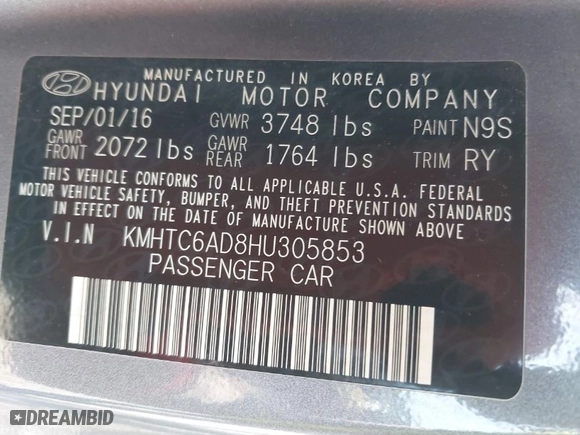 MANUFACTURED IN KOREA BY
HYUNDAI MOTOR COMPANY
SEP/01/16 GVWR 3748 lbs PAINT N9S
GAWR FRONT 2072 lbs GAWR REAR 1764 lbs TRIM RY
THIS VEHICLE CONFORMS TO ALL APPLICABLE U.S.A. FEDERAL
MOTOR VEHICLE SAFETY, BUMPER, AND THEFT PREVENTION STANDARDS
IN EFFECT ON THE DATE OF MANUFACTURE SHOWN ABOVE.
V.I.N KMHTC6AD8HU305853
PASSENGER CAR
DREAMBID